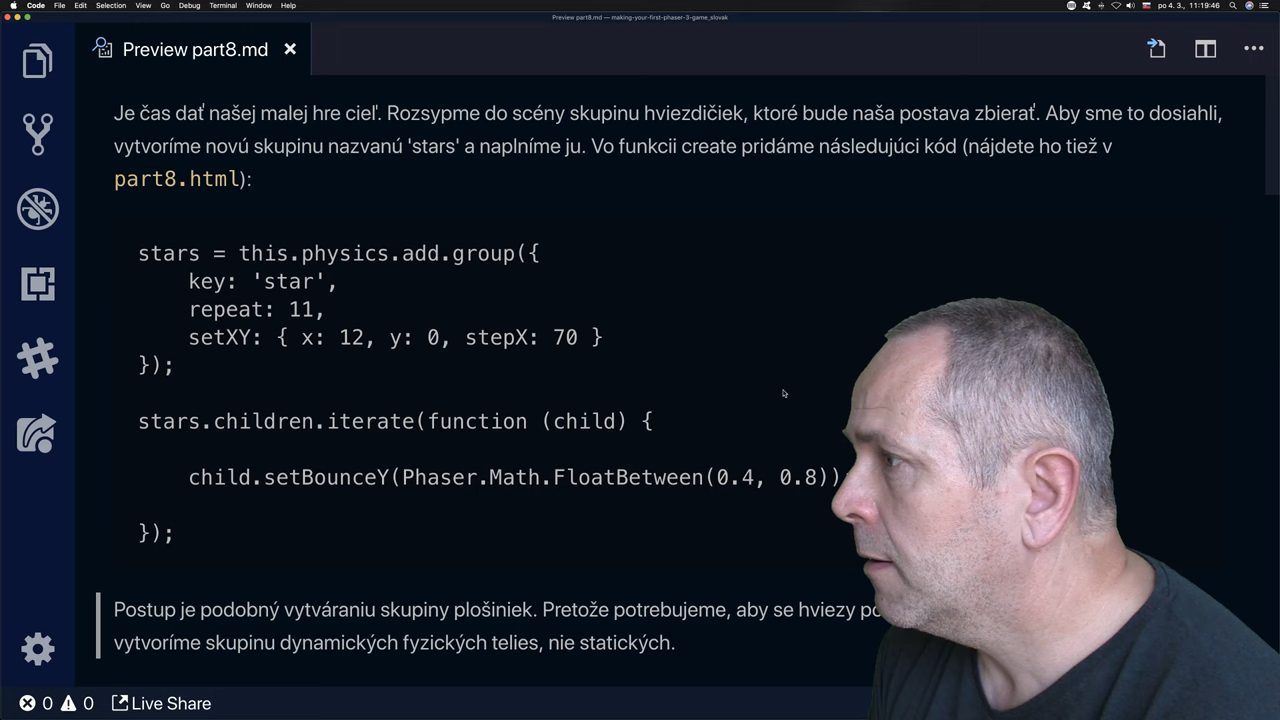 Code File Edit Selection View Go Debug Terminal Window Help
po 4. 3., 11:19:46
Preview part8.md — making-your-first-phaser-3-game_slovak
Preview part8.md
Je čas dať našej malej hre cieľ. Rozsypme do scény skupinu hviezdičiek, ktoré bude naša postava zbierať. Aby sme to dosiahli,
vytvoríme novú skupinu nazvanú 'stars' a naplníme ju. Vo funkcii create pridáme následujúci kód (nájdete ho tiež v
part8.html):
stars = this.physics.add.group({
key: 'star',
repeat: 11,
setXY: { x: 12, y: 0, stepX: 70 }
});
stars.children.iterate(function (child) {
child.setBounceY(Phaser.Math.FloatBetween(0.4, 0.8));
});
Postup je podobný vytváraniu skupiny plošiniek. Pretože potrebujeme, aby se hviezy
vytvoríme skupinu dynamických fyzických telies, nie statických.
0 0 Live Share